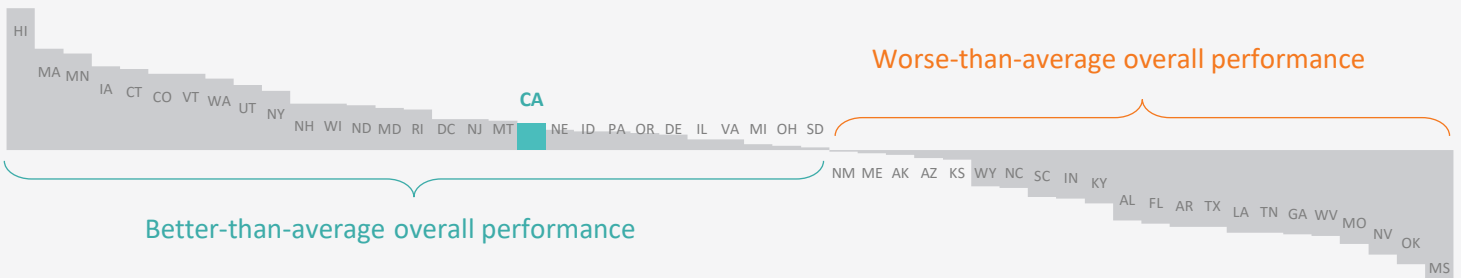 HI
MA MN IA CT CO VT WA UT NY NH WI ND MD RI DC NJ MT CA NE ID PA OR DE IL VA MI OH SD
Worse-than-average overall performance
NM ME AK AZ KS WY NC SC IN KY AL FL AR TX LA TN GA WV MO NV OK MS
Better-than-average overall performance